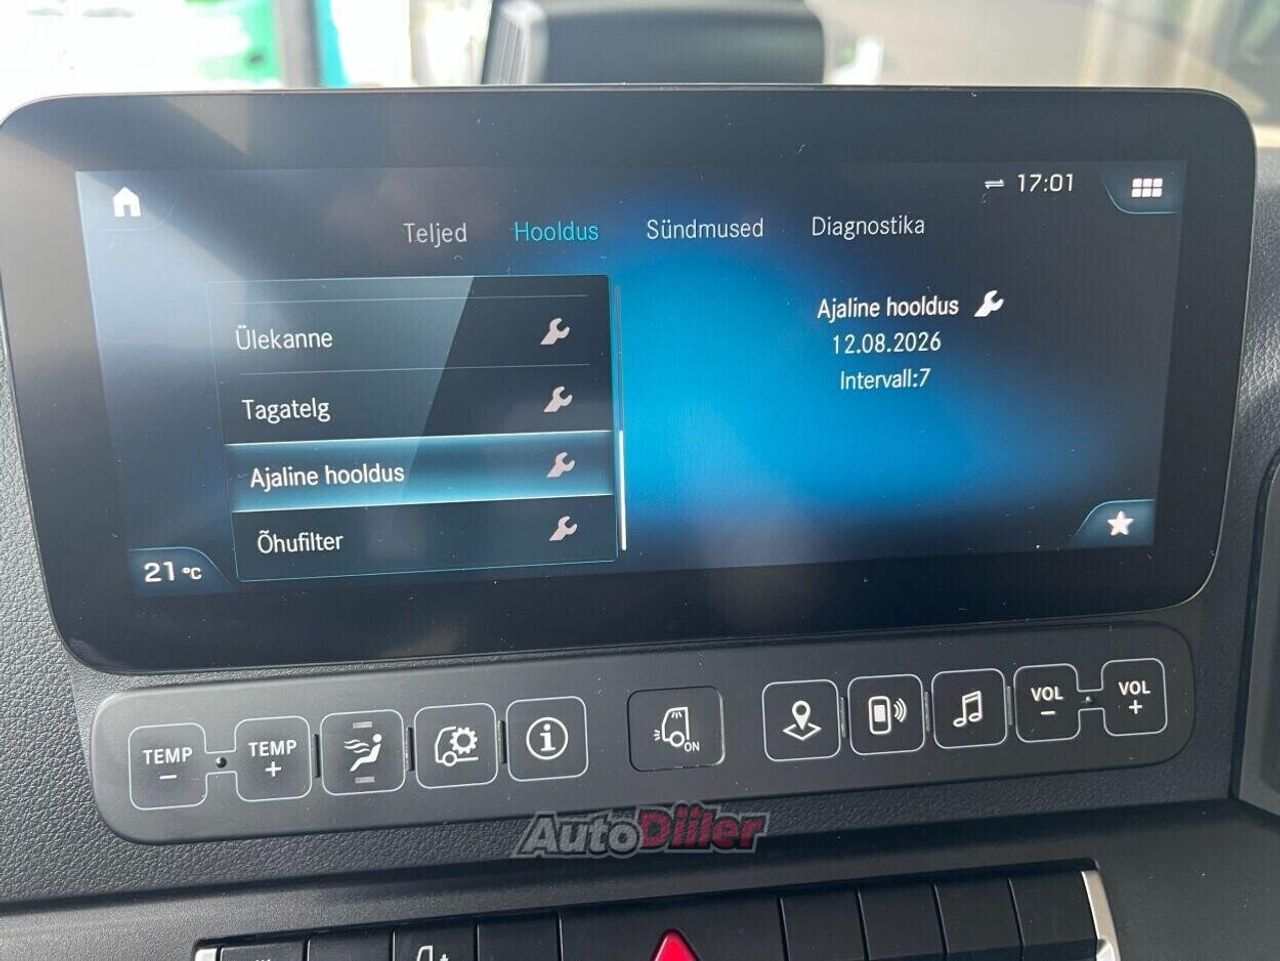 17:01
Teljed
Hooldus
Sündmused
Diagnostika
Ülekanne
Tagatelg
Ajaline hooldus
Õhufilter
Ajaline hooldus
12.08.2026
Intervall:7
21 °C
TEMP
−
TEMP
+
ON
VOL
−
VOL
+
AutoDiiler